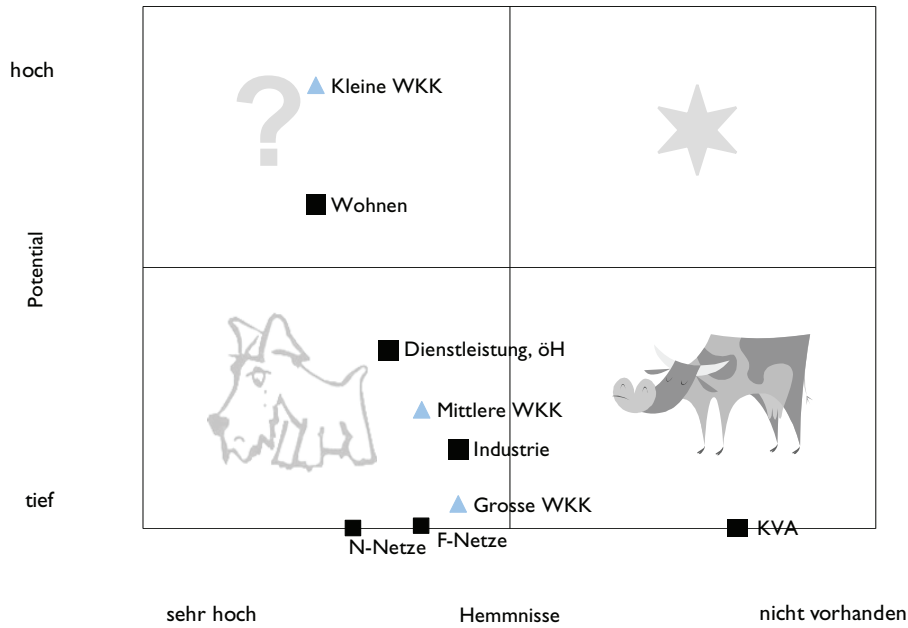 hoch
Kleine WKK
?
Wohnen
Potential
Dienstleistung, öH
Mittlere WKK
Industrie
tief
Grosse WKK
KVA
F-Netze
N-Netze
sehr hoch
Hemmnisse
nicht vorhanden